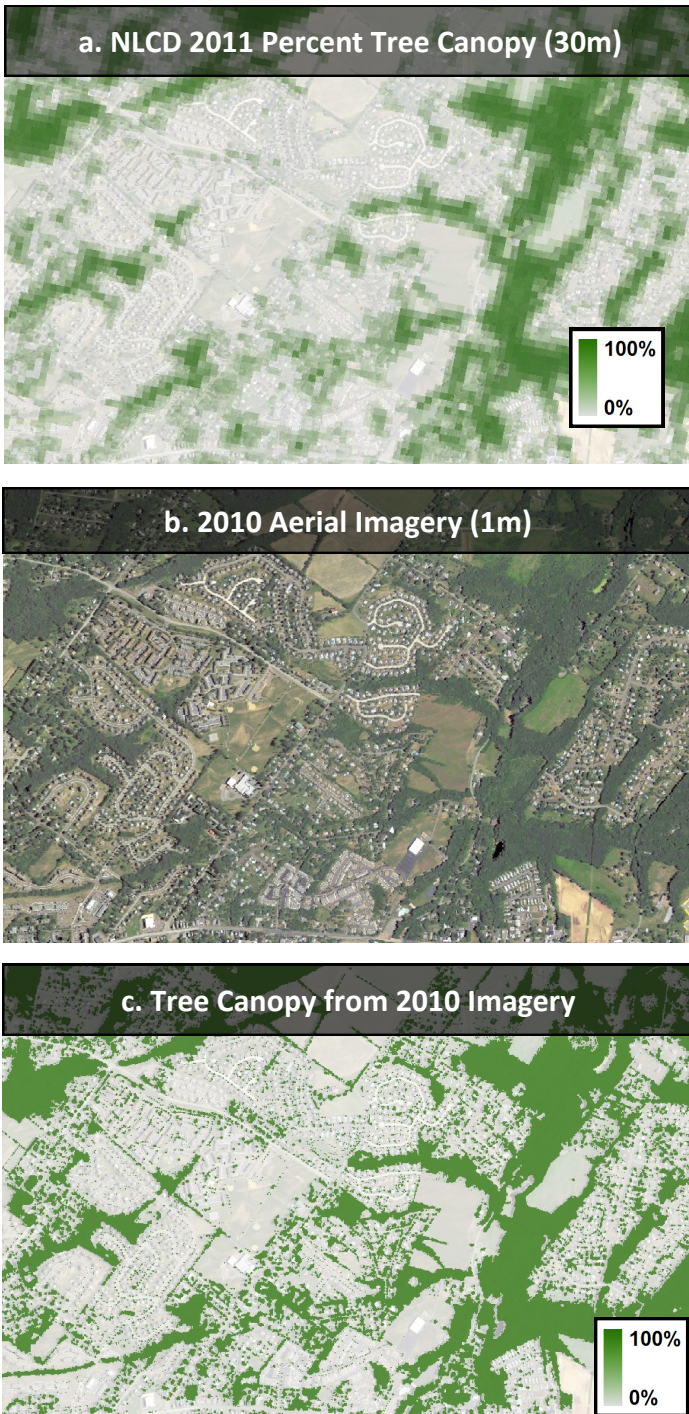 a. NLCD 2011 Percent Tree Canopy (30m)
100%
0%
b. 2010 Aerial Imagery (1m)
c. Tree Canopy from 2010 Imagery
100%
0%